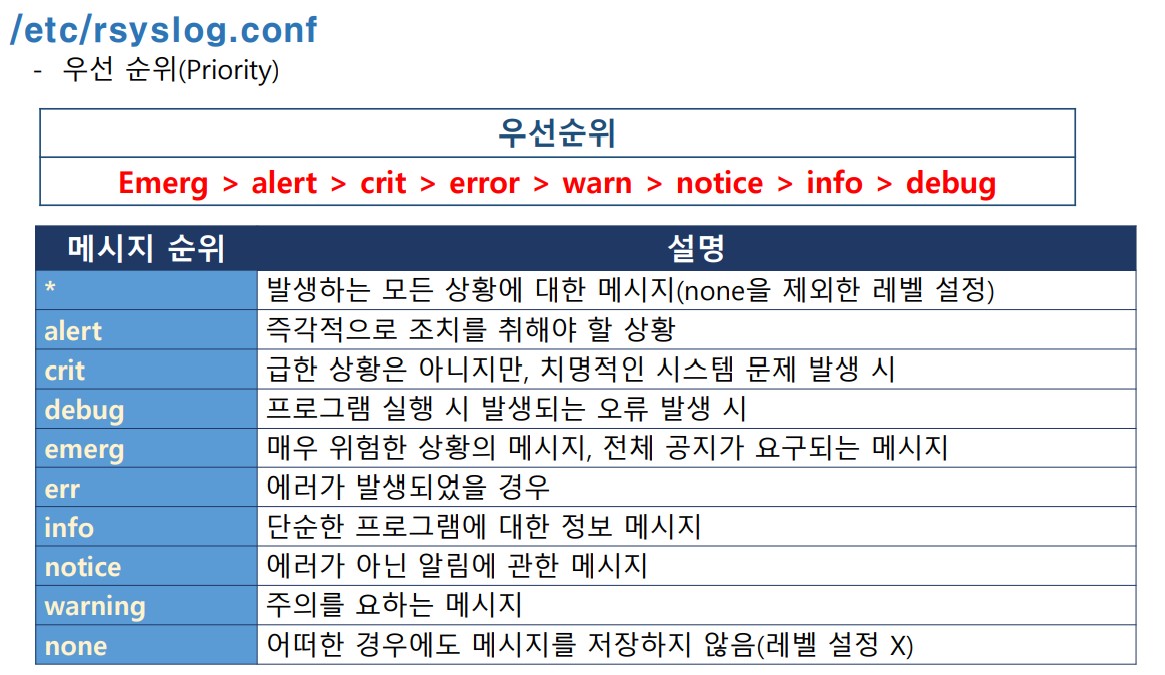 /etc/rsyslog.conf
- 우선 순위(Priority)
우선순위
Emerg > alert > crit > error > warn > notice > info > debug
메시지 순위 설명
* 발생하는 모든 상황에 대한 메시지(none을 제외한 레벨 설정)
alert 즉각적으로 조치를 취해야 할 상황
crit 급한 상황은 아니지만, 치명적인 시스템 문제 발생 시
debug 프로그램 실행 시 발생되는 오류 발생 시
emerg 매우 위험한 상황의 메시지, 전체 공지가 요구되는 메시지
err 에러가 발생되었을 경우
info 단순한 프로그램에 대한 정보 메시지
notice 에러가 아닌 알림에 관한 메시지
warning 주의를 요하는 메시지
none 어떠한 경우에도 메시지를 저장하지 않음(레벨 설정 X)